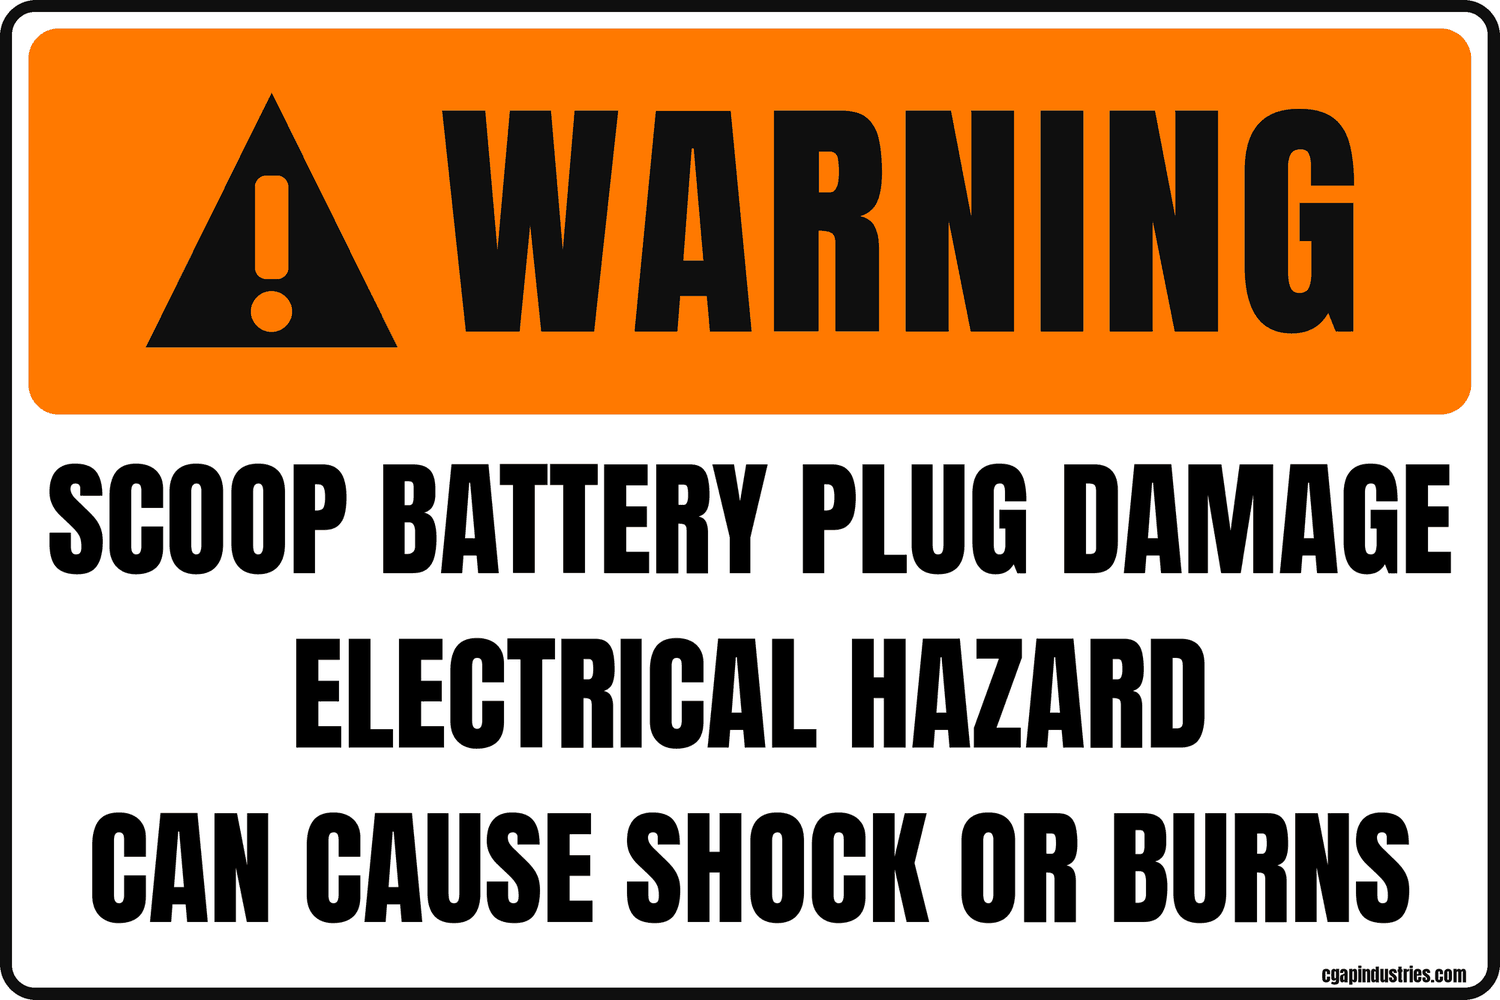 WARNING
SCOOP BATTERY PLUG DAMAGE
ELECTRICAL HAZARD
CAN CAUSE SHOCK OR BURNS
cgapindustries.com